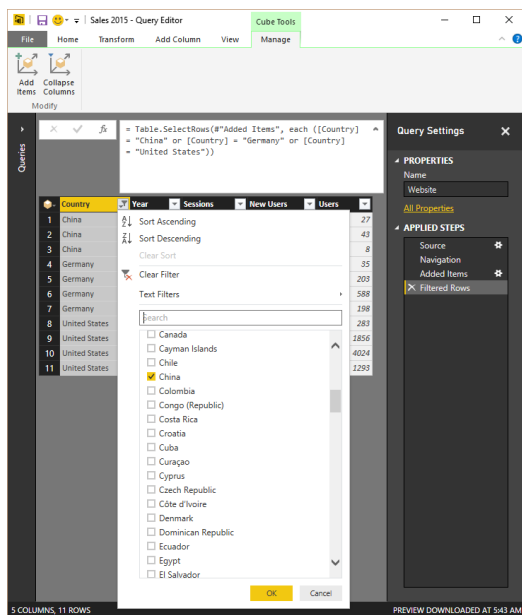 Sales 2015 - Query Editor
Cube Tools
File Home Transform Add Column View Manage
Add Items
Collapse Columns
Modify
Queries
fx
= Table.SelectRows(#"Added Items", each ([Country]
= "China" or [Country] = "Germany" or [Country]
= "United States"))
Country Year Sessions New Users Users
1 China 27
2 China 43
3 China 8
4 Germany 35
5 Germany 203
6 Germany 588
7 Germany 198
8 United States 283
9 United States 1856
10 United States 4024
11 United States 1293
Sort Ascending
Sort Descending
Clear Sort
Clear Filter
Text Filters
Search
Canada
Cayman Islands
Chile
China
Colombia
Congo (Republic)
Costa Rica
Croatia
Cuba
Curaçao
Cyprus
Czech Republic
Côte d'Ivoire
Denmark
Dominican Republic
Ecuador
Egypt
El Salvador
OK Cancel
Query Settings
PROPERTIES
Name
Website
All Properties
APPLIED STEPS
Source
Navigation
Added Items
Filtered Rows
5 COLUMNS, 11 ROWS
PREVIEW DOWNLOADED AT 5:43 AM